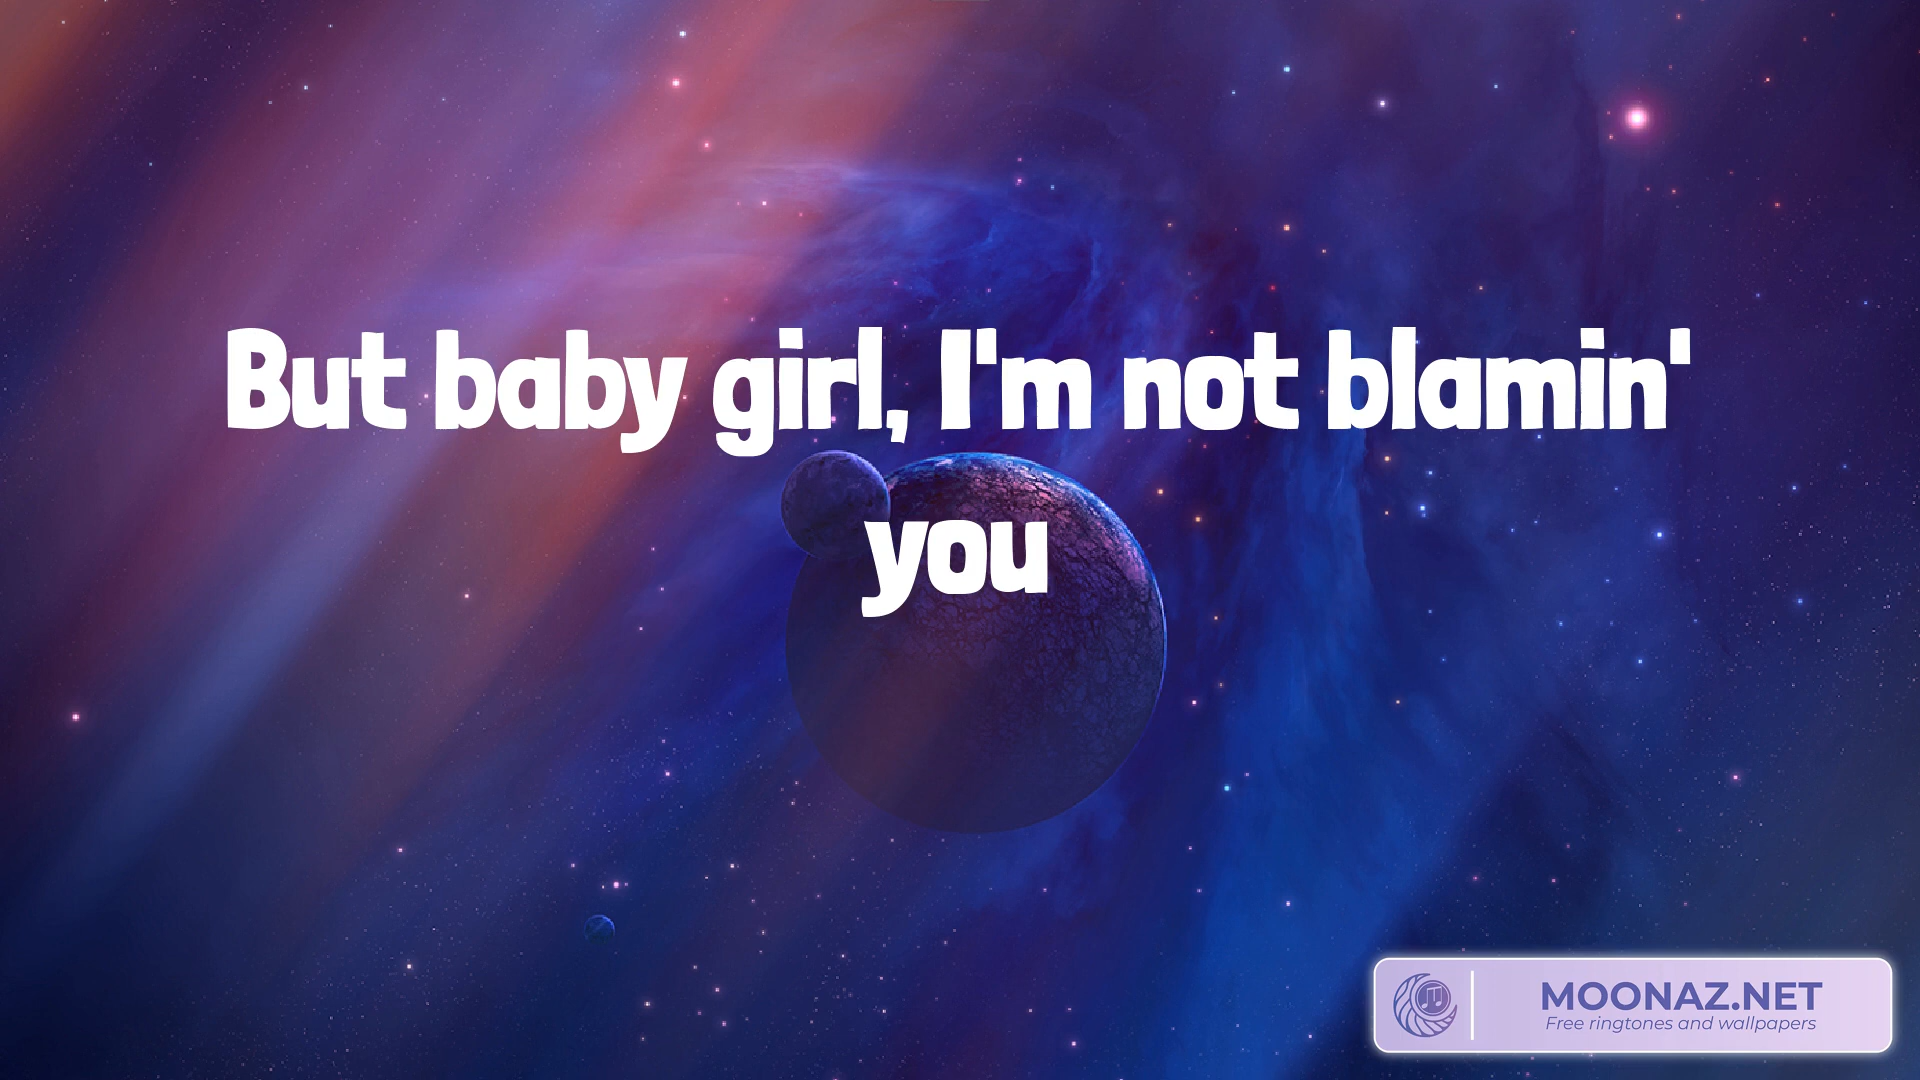 But baby girl, I'm not blamin'
you
MOONAZ.NET
Free ringtones and wallpapers